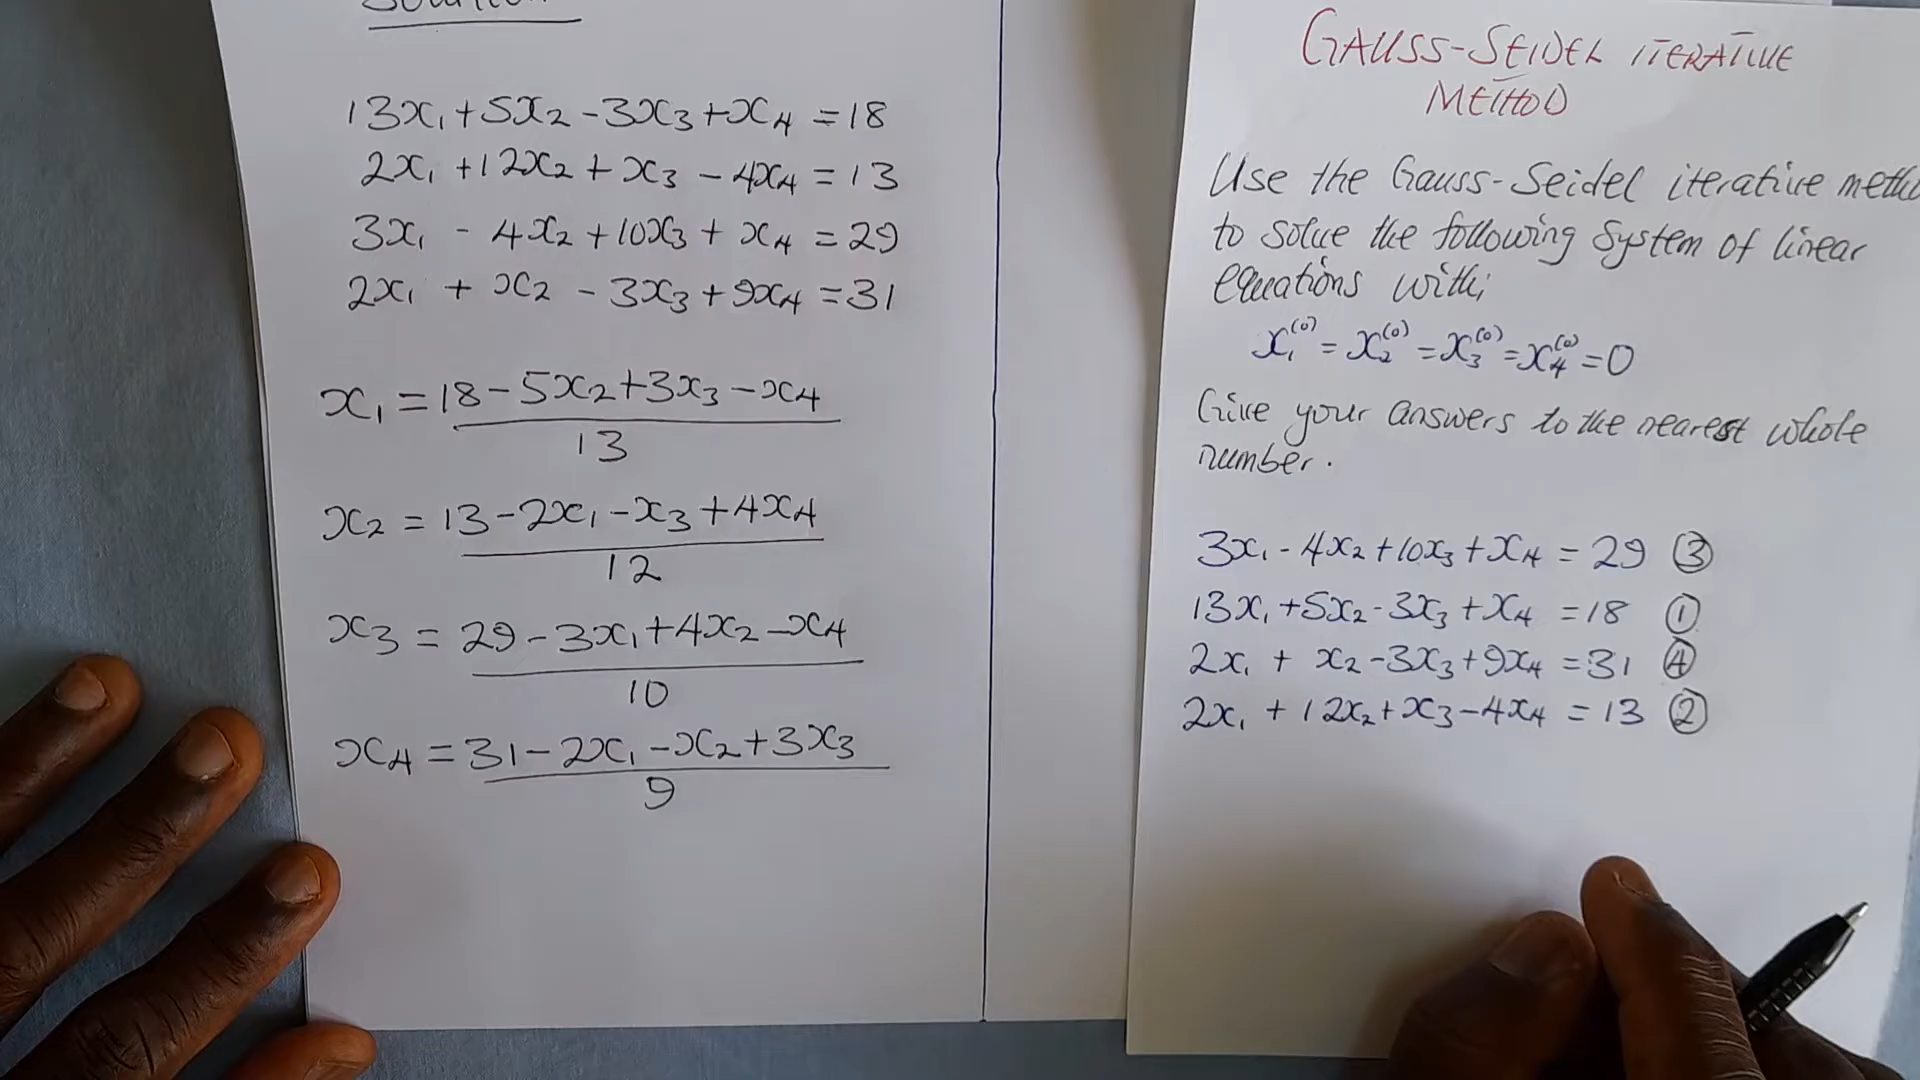 Solution
13x₁+5x₂-3x₃+x₄=18
2x₁+12x₂+x₃-4x₄=13
3x₁-4x₂+10x₃+x₄=29
2x₁+x₂-3x₃+9x₄=31
x₁=18-5x₂+3x₃-x₄
13
x₂=13-2x₁-x₃+4x₄
12
x₃=29-3x₁+4x₂-x₄
10
x₄=31-2x₁-x₂+3x₃
9
GAUSS-SEIDEL ITERATIVE
METHOD
Use the Gauss-Seidel iterative metho
to solve the following system of linear
equations with;
x₁⁽⁰⁾=x₂⁽⁰⁾=x₃⁽⁰⁾=x₄⁽⁰⁾=0
Give your answers to the nearest whole
number.
3x₁-4x₂+10x₃+x₄=29 ③
13x₁+5x₂-3x₃+x₄=18 ①
2x₁+x₂-3x₃+9x₄=31 ④
2x₁+12x₂+x₃-4x₄=13 ②